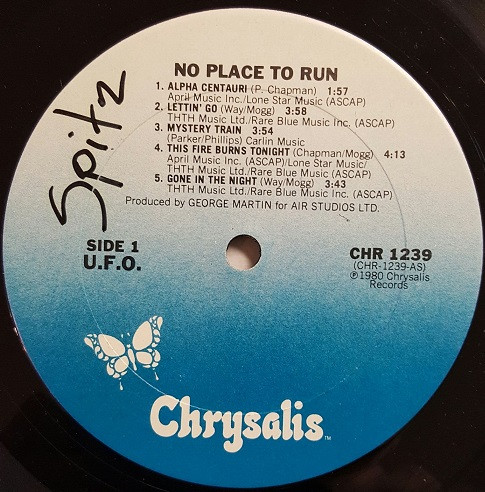 NO PLACE TO RUN
1. ALPHA CENTAURI (P. Chapman) 1:57
April Music Inc./Lone Star Music (ASCAP)
2. LETTIN' GO (Way/Mogg) 3:58
THTH Music Ltd./Rare Blue Music Inc. (ASCAP)
3. MYSTERY TRAIN 3:54
(Parker/Phillips) Carlin Music
4. THIS FIRE BURNS TONIGHT (Chapman/Mogg) 4:13
April Music Inc. (ASCAP)/Lone Star Music/
THTH Music Ltd./Rare Blue Music Inc. (ASCAP)
5. GONE IN THE NIGHT (Way/Mogg) 3:43
THTH Music Ltd./Rare Blue Music Inc. (ASCAP)
Produced by GEORGE MARTIN for AIR STUDIOS LTD.
Spitz
SIDE 1
U.F.O.
CHR 1239
(CHR-1239-AS)
℗1980 Chrysalis
Records
Chrysalis™